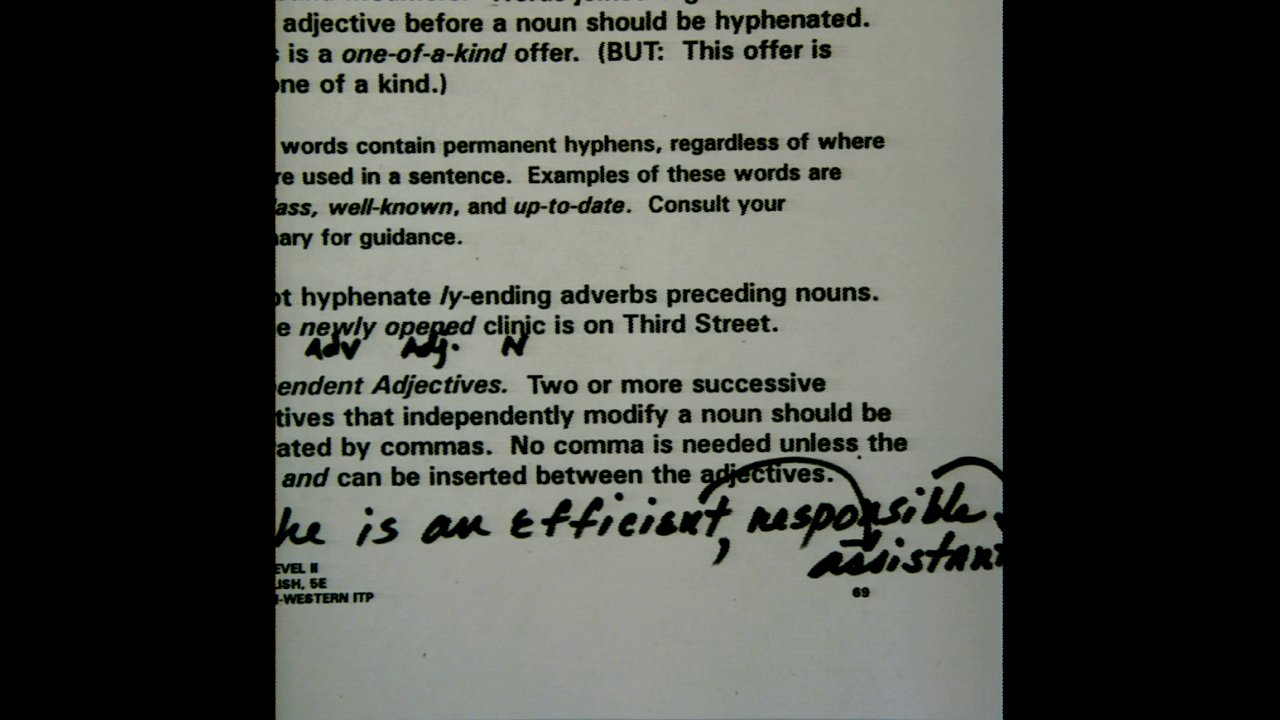 adjective before a noun should be hyphenated.
is a one-of-a-kind offer. (BUT: This offer is
one of a kind.)
words contain permanent hyphens, regardless of where
re used in a sentence. Examples of these words are
ass, well-known, and up-to-date. Consult your
ary for guidance.
ot hyphenate ly-ending adverbs preceding nouns.
e newly opened clinic is on Third Street.
Adv Adj. N
endent Adjectives. Two or more successive
tives that independently modify a noun should be
ated by commas. No comma is needed unless the
and can be inserted between the adjectives.
he is an efficient, responsible
assistant
EVEL II
ISH, 5E
-WESTERN ITP
69